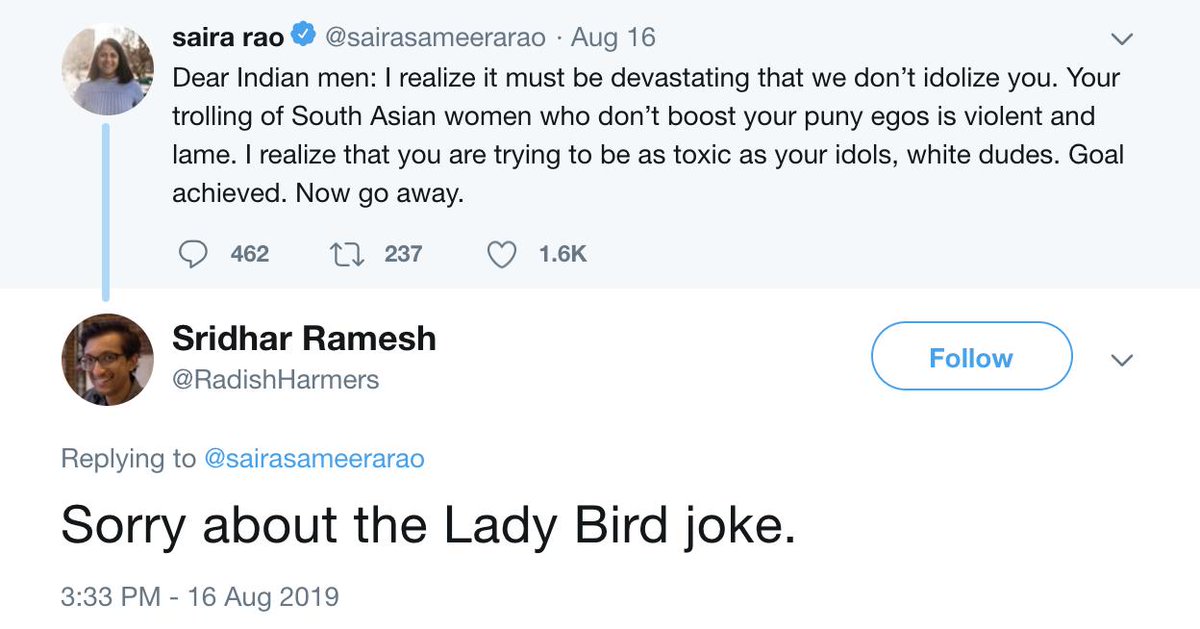 saira rao @sairasameerarao · Aug 16
Dear Indian men: I realize it must be devastating that we don’t idolize you. Your
trolling of South Asian women who don’t boost your puny egos is violent and
lame. I realize that you are trying to be as toxic as your idols, white dudes. Goal
achieved. Now go away.
462 237 1.6K
Sridhar Ramesh
@RadishHarmers
Follow
Replying to @sairasameerarao
Sorry about the Lady Bird joke.
3:33 PM - 16 Aug 2019